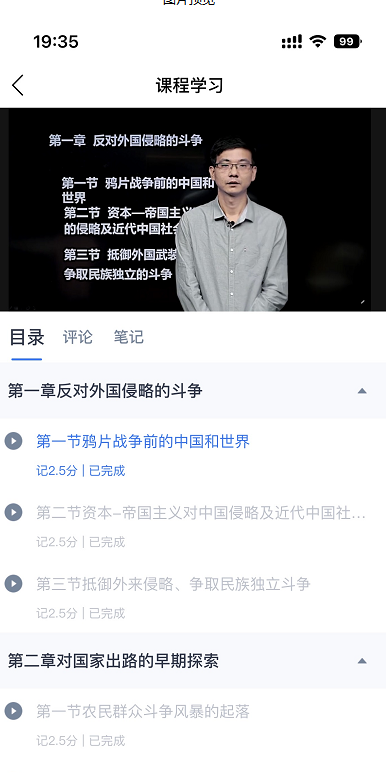 图片预览
19:35
99
课程学习
第一章 反对外国侵略的斗争
第一节 鸦片战争前的中国和
世界
第二节 资本—帝国主义
的侵略及近代中国社会
第三节 抵御外国武装
争取民族独立的斗争
目录 评论 笔记
第一章反对外国侵略的斗争
第一节鸦片战争前的中国和世界
记2.5分 | 已完成
第二节资本-帝国主义对中国侵略及近代中国社...
记2.5分 | 已完成
第三节抵御外来侵略、争取民族独立斗争
记2.5分 | 已完成
第二章对国家出路的早期探索
第一节农民群众斗争风暴的起落
记2.5分 | 已完成